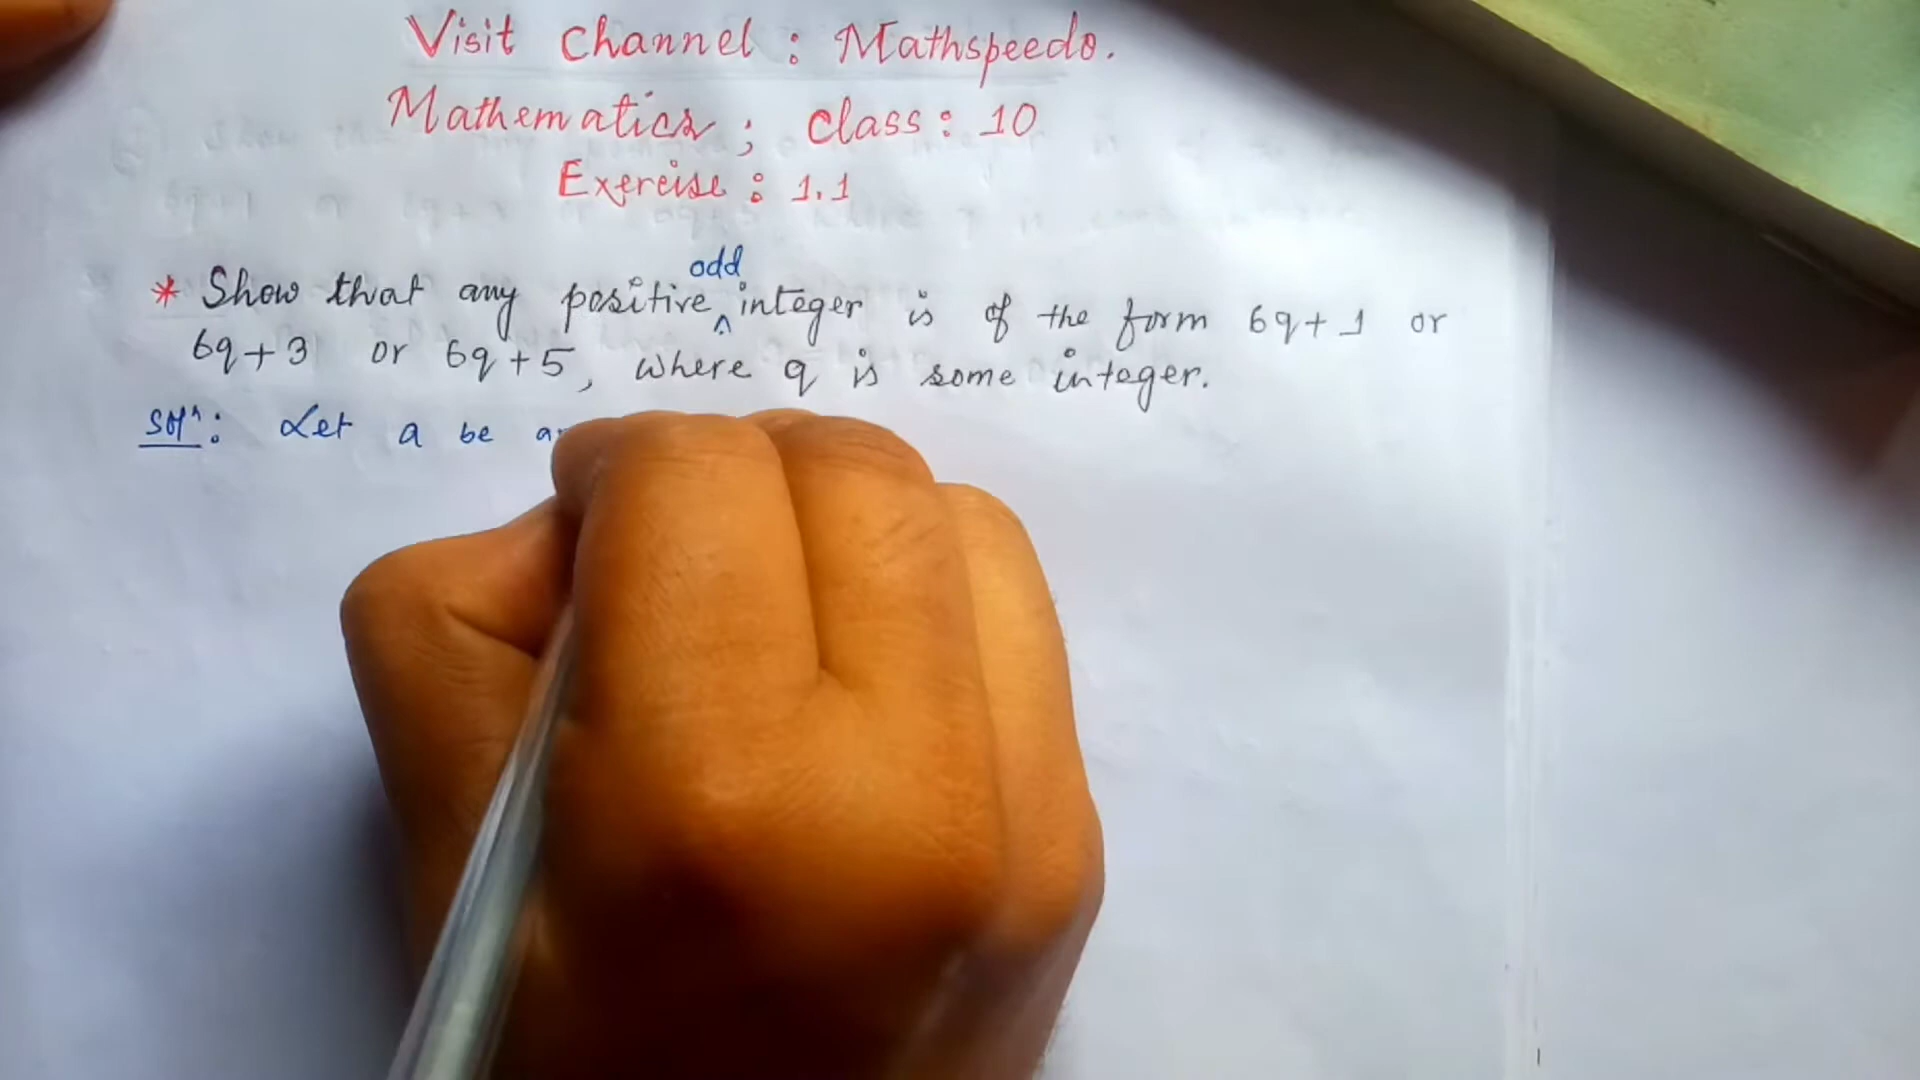 Visit Channel : Mathspeedo.
Mathematics ; Class : 10
Exercise : 1.1
odd
* Show that any positive ^ integer is of the form 6q+1 or
6q+3 or 6q+5, where q is some integer.
Solⁿ : Let a be